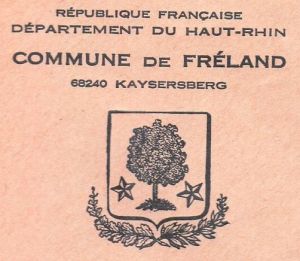 RÉPUBLIQUE FRANÇAISE
DÉPARTEMENT DU HAUT-RHIN
COMMUNE DE FRÉLAND
68240 KAYSERSBERG